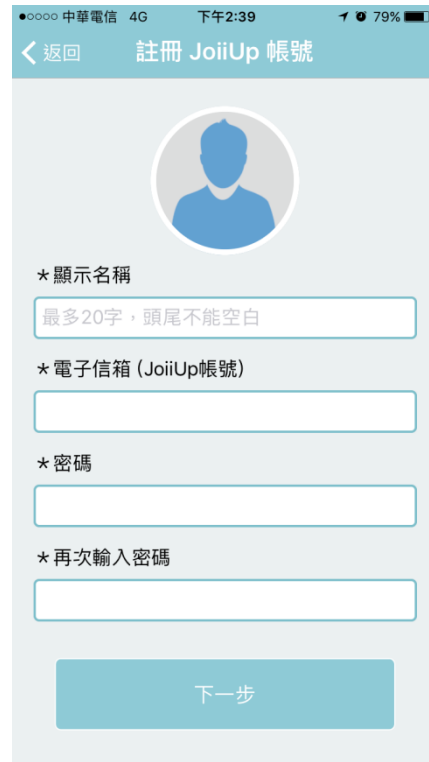 中華電信 4G 下午2:39 79%
返回 註冊 JoiiUp 帳號
*顯示名稱
最多20字，頭尾不能空白
*電子信箱 (JoiiUp帳號)
*密碼
*再次輸入密碼
下一步